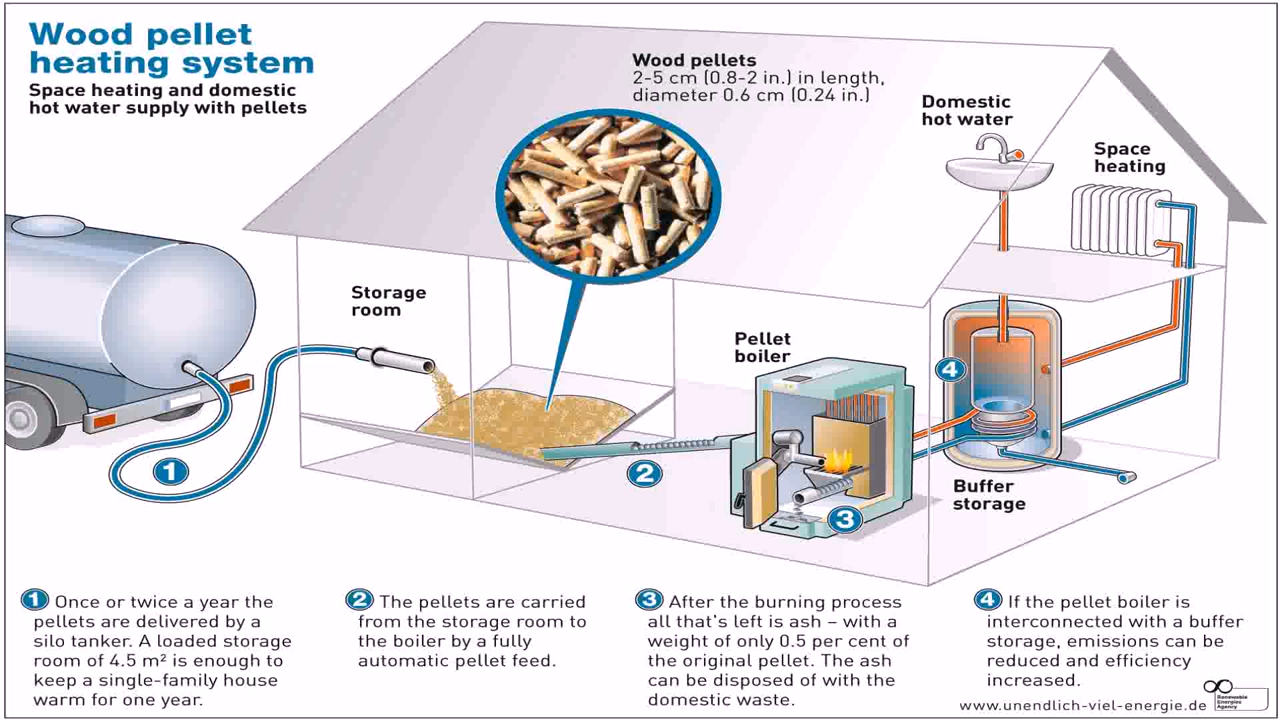 Wood pellet
heating system
Space heating and domestic
hot water supply with pellets
Wood pellets
2-5 cm (0.8-2 in.) in length,
diameter 0.6 cm (0.24 in.)
Domestic
hot water
Space
heating
Storage
room
Pellet
boiler
4
1
2
3
Buffer
storage
1 Once or twice a year the
pellets are delivered by a
silo tanker. A loaded storage
room of 4.5 m² is enough to
keep a single-family house
warm for one year.
2 The pellets are carried
from the storage room to
the boiler by a fully
automatic pellet feed.
3 After the burning process
all that's left is ash – with a
weight of only 0.5 per cent of
the original pellet. The ash
can be disposed of with the
domestic waste.
4 If the pellet boiler is
interconnected with a buffer
storage, emissions can be
reduced and efficiency
increased.
www.unendlich-viel-energie.de
Renewable
Energies
Agency